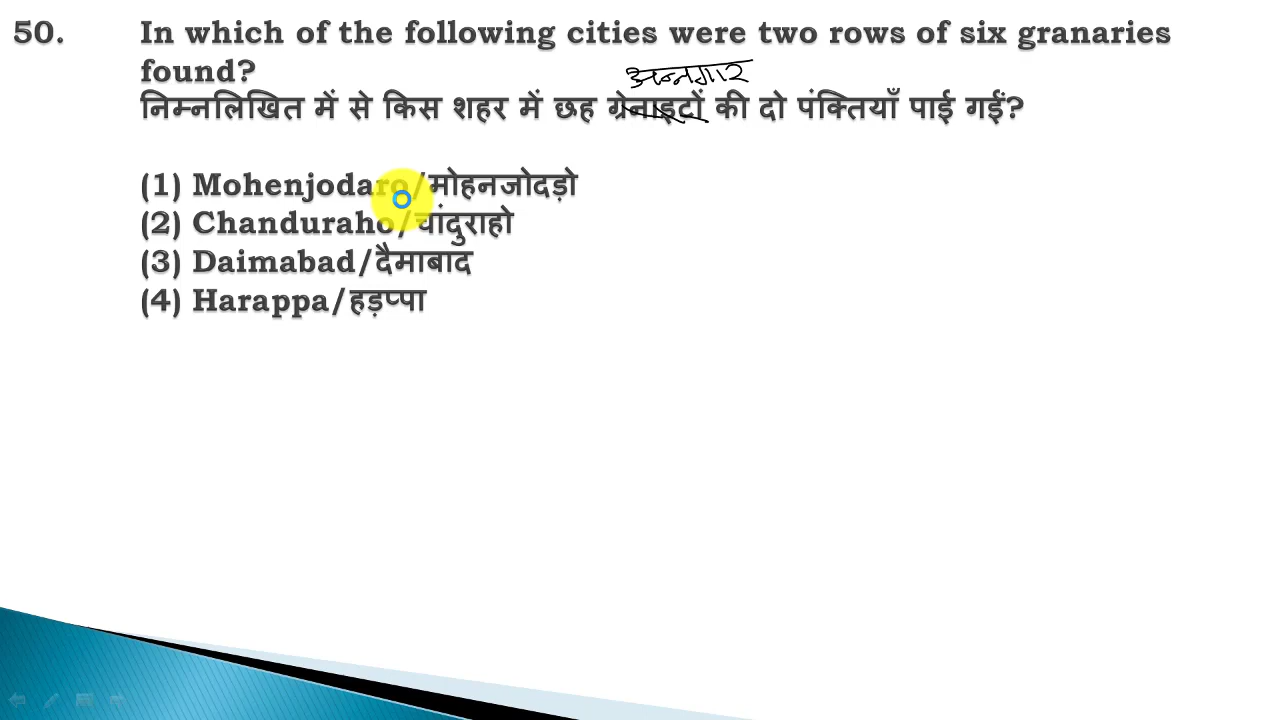 50. In which of the following cities were two rows of six granaries
found?
अन्नगार
निम्नलिखित में से किस शहर में छह ग्रेनाइटों की दो पंक्तियाँ पाई गईं?
(1) Mohenjodaro/मोहनजोदड़ो
(2) Chanduraho/चांदुराहो
(3) Daimabad/दैमाबाद
(4) Harappa/हड़प्पा